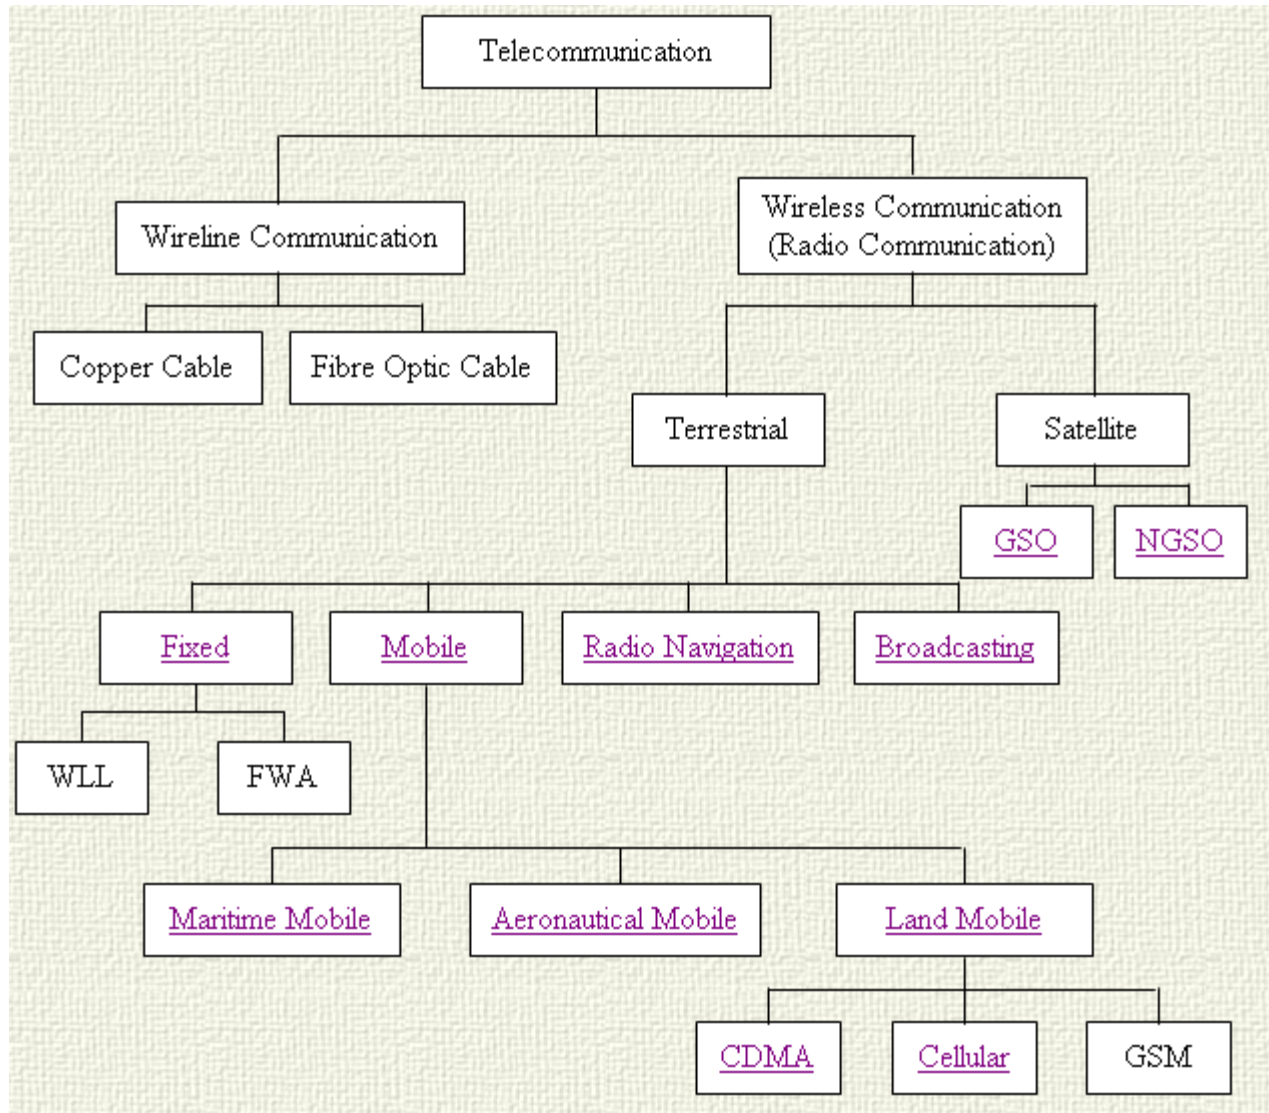 Telecommunication
Wireline Communication
Wireless Communication
(Radio Communication)
Copper Cable
Fibre Optic Cable
Terrestrial
Satellite
GSO
NGSO
Fixed
Mobile
Radio Navigation
Broadcasting
WLL
FWA
Maritime Mobile
Aeronautical Mobile
Land Mobile
CDMA
Cellular
GSM